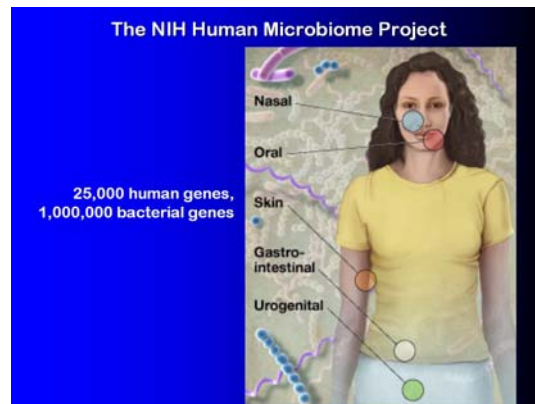 The NIH Human Microbiome Project
Nasal
Oral
25,000 human genes,
1,000,000 bacterial genes
Skin
Gastro-
intestinal
Urogenital